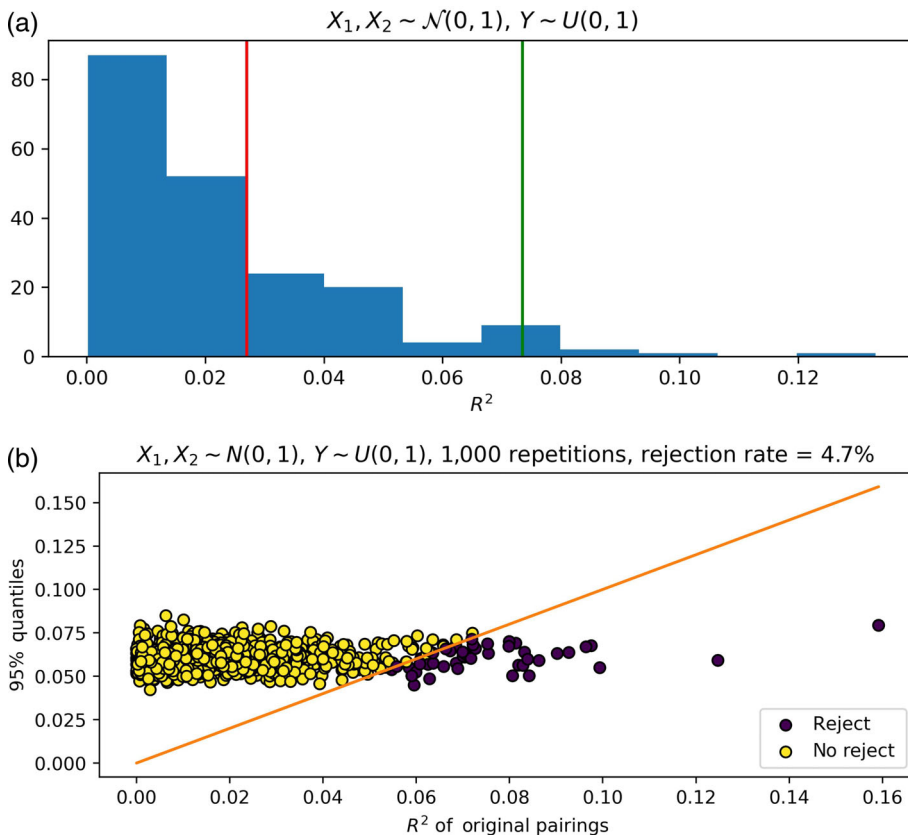 (a)
X₁, X₂ ~ 𝒩(0, 1), Y ~ U(0, 1)
80
60
40
20
0
0.00 0.02 0.04 0.06 0.08 0.10 0.12
R²
(b)
X₁, X₂ ~ N(0, 1), Y ~ U(0, 1), 1,000 repetitions, rejection rate = 4.7%
95% quantiles
0.150
0.125
0.100
0.075
0.050
0.025
0.000
Reject
No reject
0.00 0.02 0.04 0.06 0.08 0.10 0.12 0.14 0.16
R² of original pairings